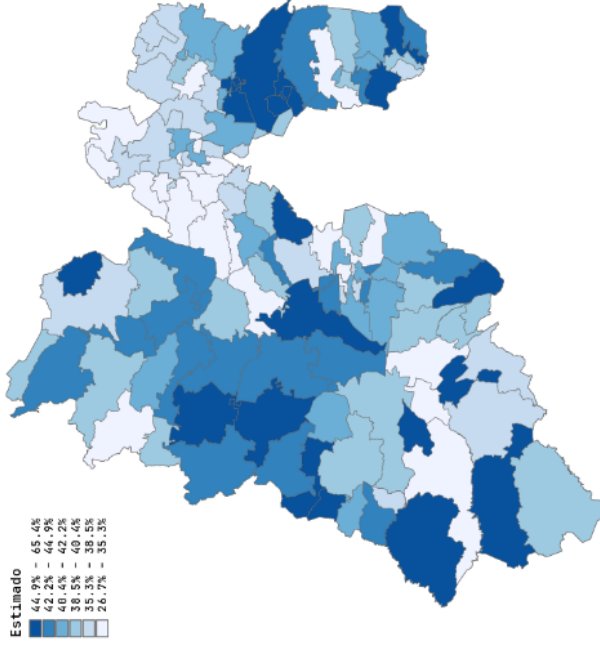 Estimado
44.9% - 65.4%
42.2% - 44.9%
40.4% - 42.2%
38.5% - 40.4%
35.3% - 38.5%
26.7% - 35.3%